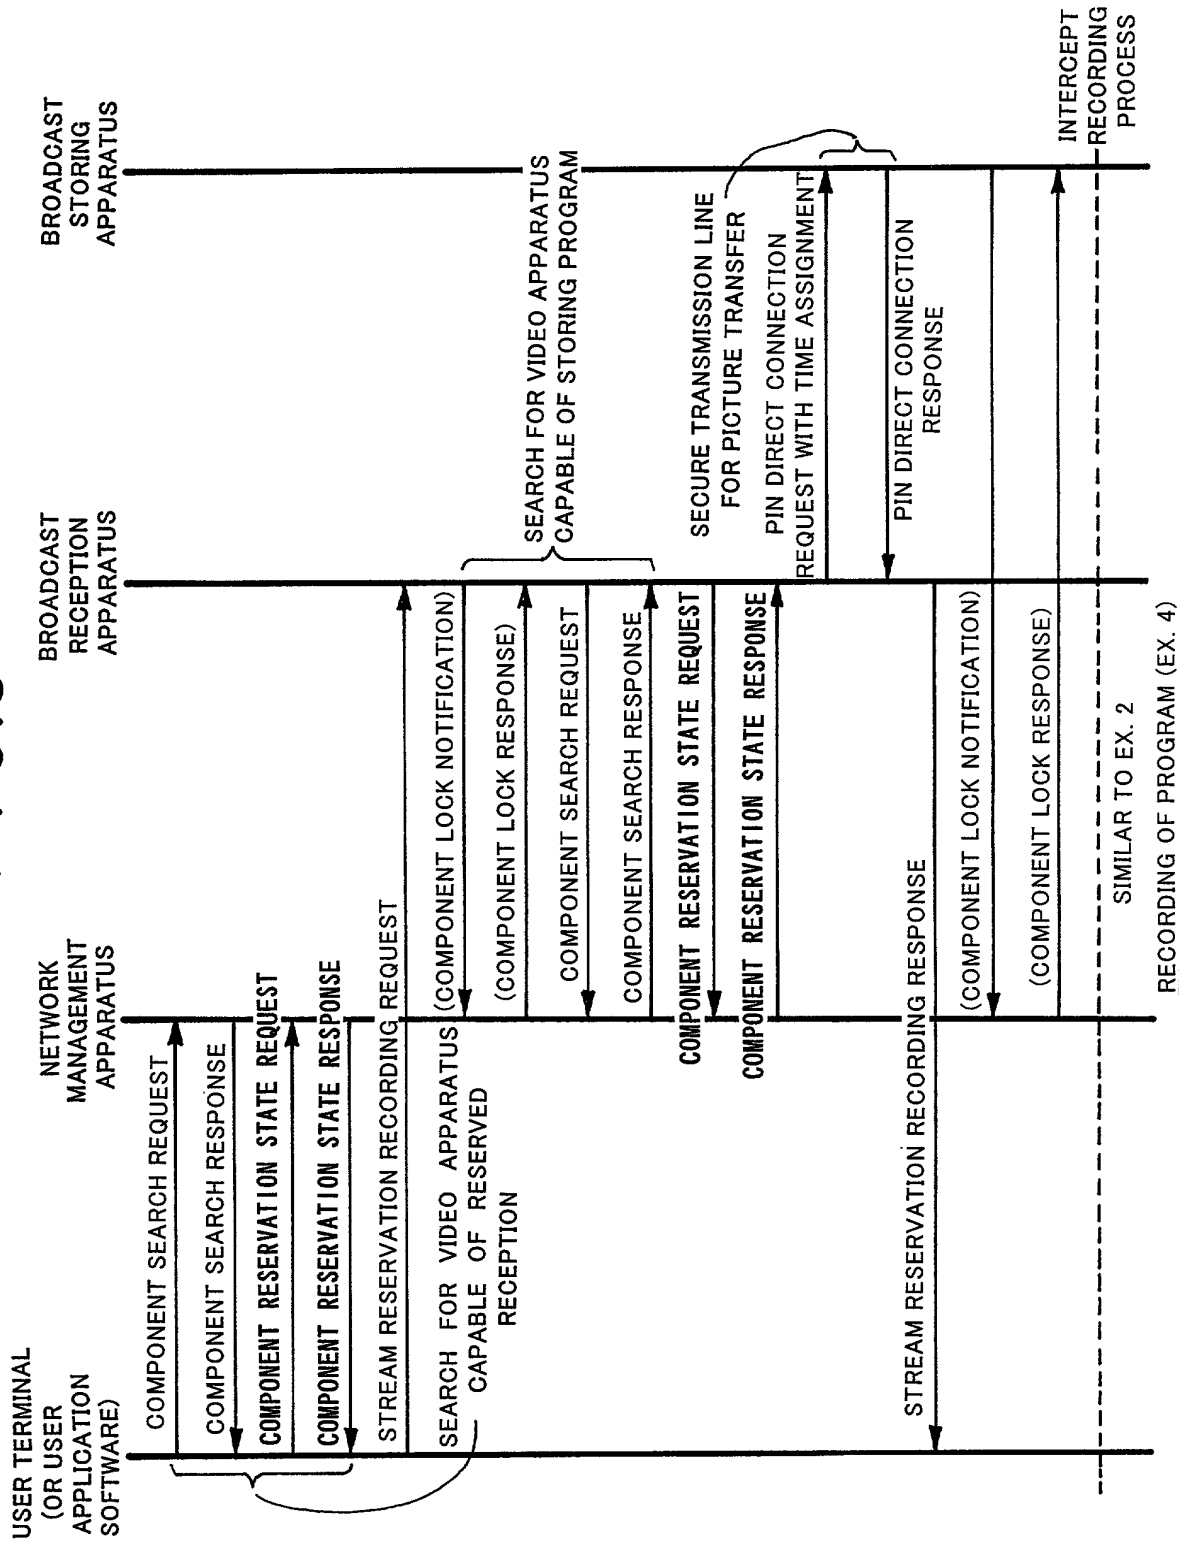 USER TERMINAL
(OR USER
APPLICATION
SOFTWARE)
NETWORK
MANAGEMENT
APPARATUS
BROADCAST
RECEPTION
APPARATUS
BROADCAST
STORING
APPARATUS
COMPONENT SEARCH REQUEST
COMPONENT SEARCH RESPONSE
COMPONENT RESERVATION STATE REQUEST
COMPONENT RESERVATION STATE RESPONSE
STREAM RESERVATION RECORDING REQUEST
SEARCH FOR VIDEO APPARATUS
CAPABLE OF RESERVED
RECEPTION
(COMPONENT LOCK NOTIFICATION)
(COMPONENT LOCK RESPONSE)
COMPONENT SEARCH REQUEST
COMPONENT SEARCH RESPONSE
SEARCH FOR VIDEO APPARATUS
CAPABLE OF STORING PROGRAM
COMPONENT RESERVATION STATE REQUEST
COMPONENT RESERVATION STATE RESPONSE
SECURE TRANSMISSION LINE
FOR PICTURE TRANSFER
PIN DIRECT CONNECTION
REQUEST WITH TIME ASSIGNMENT
PIN DIRECT CONNECTION
RESPONSE
STREAM RESERVATION RECORDING RESPONSE
(COMPONENT LOCK NOTIFICATION)
(COMPONENT LOCK RESPONSE)
INTERCEPT
RECORDING
PROCESS
SIMILAR TO EX. 2
RECORDING OF PROGRAM (EX. 4)